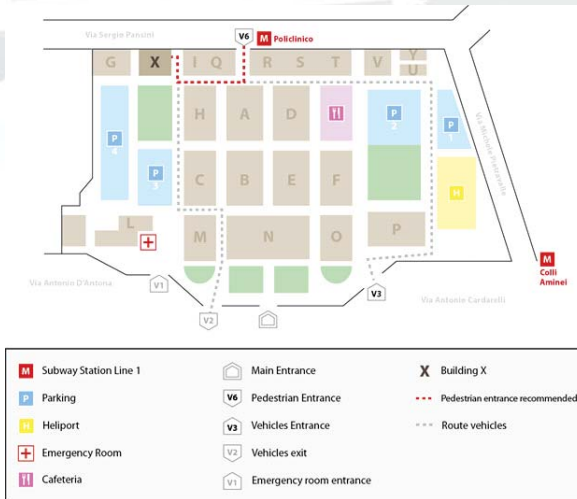 Via Sergio Pansini
V6 M Policlinico
G X I Q R S T V Y
U
H A D P 2 P 1
P 4
P 3
C B E F H
Via Michele Pietravalle
L
M N O P
M
Colli
Aminei
Via Antonio D'Antona
V1
V2
V3
Via Antonio Cardarelli
M Subway Station Line 1
P Parking
H Heliport
Emergency Room
Cafeteria
Main Entrance
V6 Pedestrian Entrance
V3 Vehicles Entrance
V2 Vehicles exit
V1 Emergency room entrance
X Building X
Pedestrian entrance recommended
Route vehicles